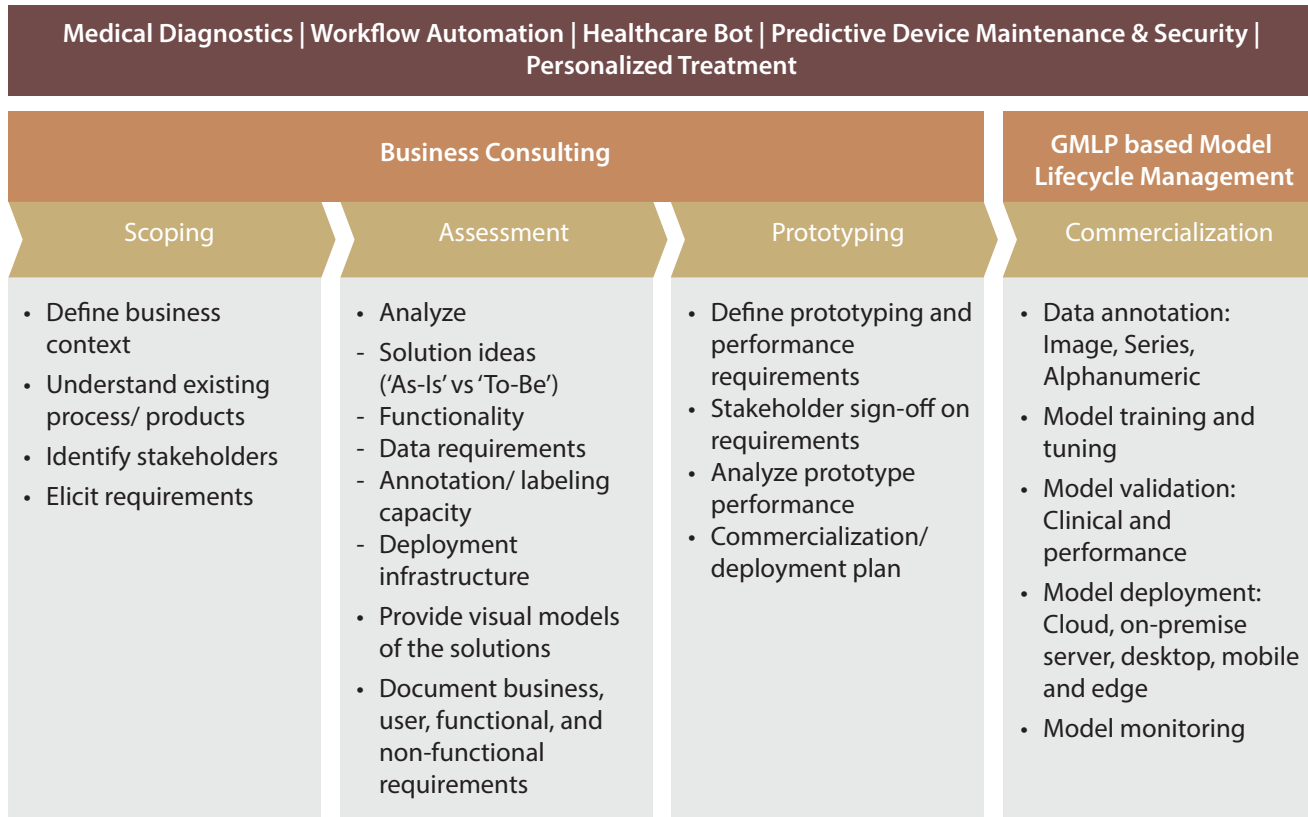 Medical Diagnostics | Workflow Automation | Healthcare Bot | Predictive Device Maintenance & Security |
Personalized Treatment
Business Consulting
GMLP based Model
Lifecycle Management
Scoping
Assessment
Prototyping
Commercialization
• Define business
context
• Understand existing
process/ products
• Identify stakeholders
• Elicit requirements
• Analyze
- Solution ideas
(‘As-Is’ vs ‘To-Be’)
- Functionality
- Data requirements
- Annotation/ labeling
capacity
- Deployment
infrastructure
• Provide visual models
of the solutions
• Document business,
user, functional, and
non-functional
requirements
• Define prototyping and
performance
requirements
• Stakeholder sign-off on
requirements
• Analyze prototype
performance
• Commercialization/
deployment plan
• Data annotation:
Image, Series,
Alphanumeric
• Model training and
tuning
• Model validation:
Clinical and
performance
• Model deployment:
Cloud, on-premise
server, desktop, mobile
and edge
• Model monitoring